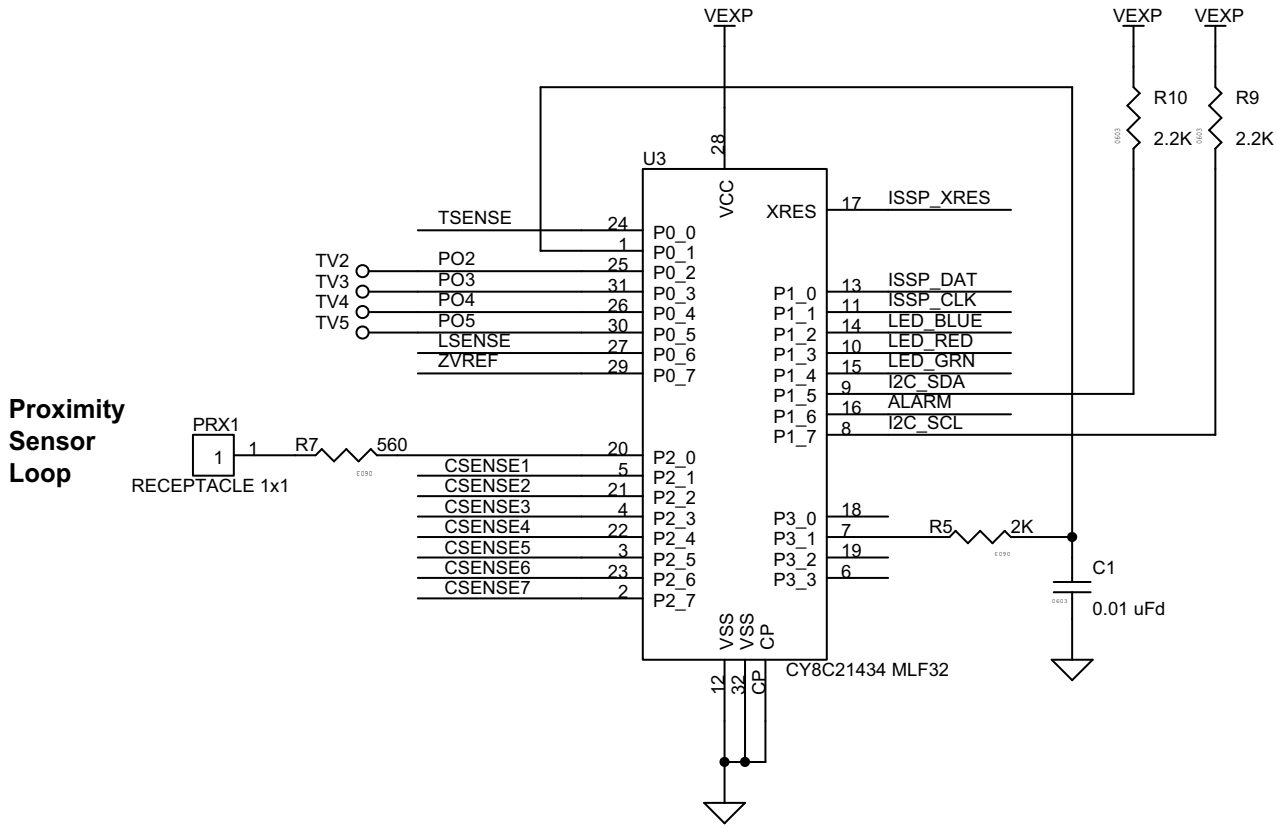 VEXP
VEXP
VEXP
R10
R9
0603
2.2K
0603
2.2K
28
U3
VCC
XRES
17
ISSP_XRES
TSENSE
24
P0_0
1
P0_1
TV2
PO2
25
P0_2
TV3
PO3
31
P0_3
TV4
PO4
26
P0_4
TV5
PO5
30
P0_5
LSENSE
27
P0_6
ZVREF
29
P0_7
P1_0
13
ISSP_DAT
P1_1
11
ISSP_CLK
P1_2
14
LED_BLUE
P1_3
10
LED_RED
P1_4
15
LED_GRN
P1_5
9
I2C_SDA
P1_6
16
ALARM
P1_7
8
I2C_SCL
Proximity
Sensor
Loop
PRX1
1
1
RECEPTACLE 1x1
R7
560
0603
20
P2_0
CSENSE1
5
P2_1
CSENSE2
21
P2_2
CSENSE3
4
P2_3
CSENSE4
22
P2_4
CSENSE5
3
P2_5
CSENSE6
23
P2_6
CSENSE7
2
P2_7
P3_0
18
P3_1
7
P3_2
19
P3_3
6
R5
2K
0603
C1
0603
0.01 uFd
VSS
VSS
CP
12
32
CP
CY8C21434 MLF32